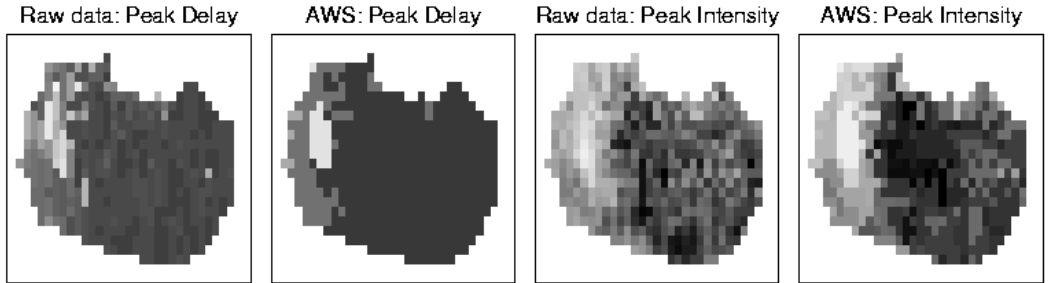 Raw data: Peak Delay
AWS: Peak Delay
Raw data: Peak Intensity
AWS: Peak Intensity